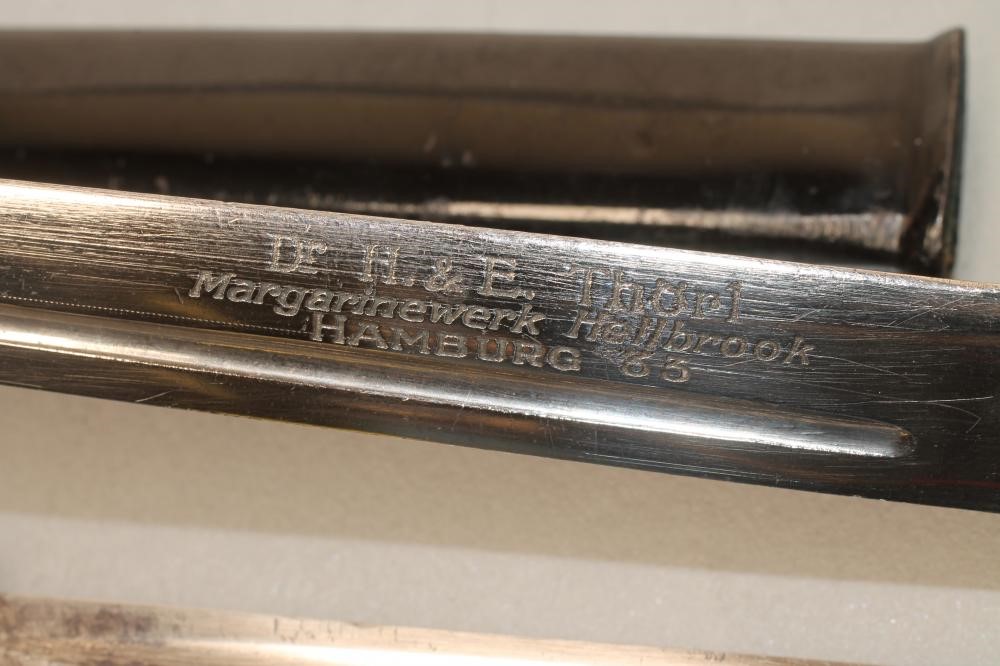 Dr H. & E. Thörl
Margarinewerk Hellbrook
HAMBURG 33